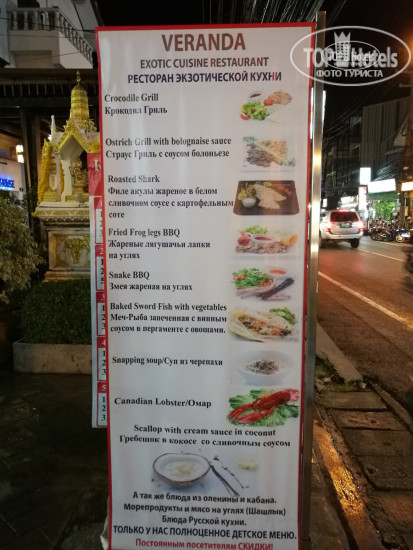 VERANDA
EXOTIC CUISINE RESTAURANT
РЕСТОРАН ЭКЗОТИЧЕСКОЙ КУХНИ
Crocodile Grill
Крокодил Гриль
Ostrich Grill with bolognaise sauce
Страус Гриль с соусом болоньезе
Roasted Shark
Филе акулы жареное в белом
сливочном соусе с картофельным
соте
Fried Frog legs BBQ
Жареные лягушачьи лапки
на углях
Snake BBQ
Змея жареная на углях
Baked Sword Fish with vegetables
Меч-Рыба запеченная с винным
соусом в пергаменте с овощами.
Snapping soup/Суп из черепахи
Canadian Lobster/Омар
Scallop with cream sauce in coconut
Гребешок в кокосе со сливочным соусом
А так же блюда из оленины и кабана.
Морепродукты и мясо на углях (Шашлык)
Блюда Русской кухни.
ТОЛЬКО У НАС ПОЛНОЦЕННОЕ ДЕТСКОЕ МЕНЮ.
Постоянным посетителям СКИДКИ!
TOP Hotels
ФОТО ТУРИСТА